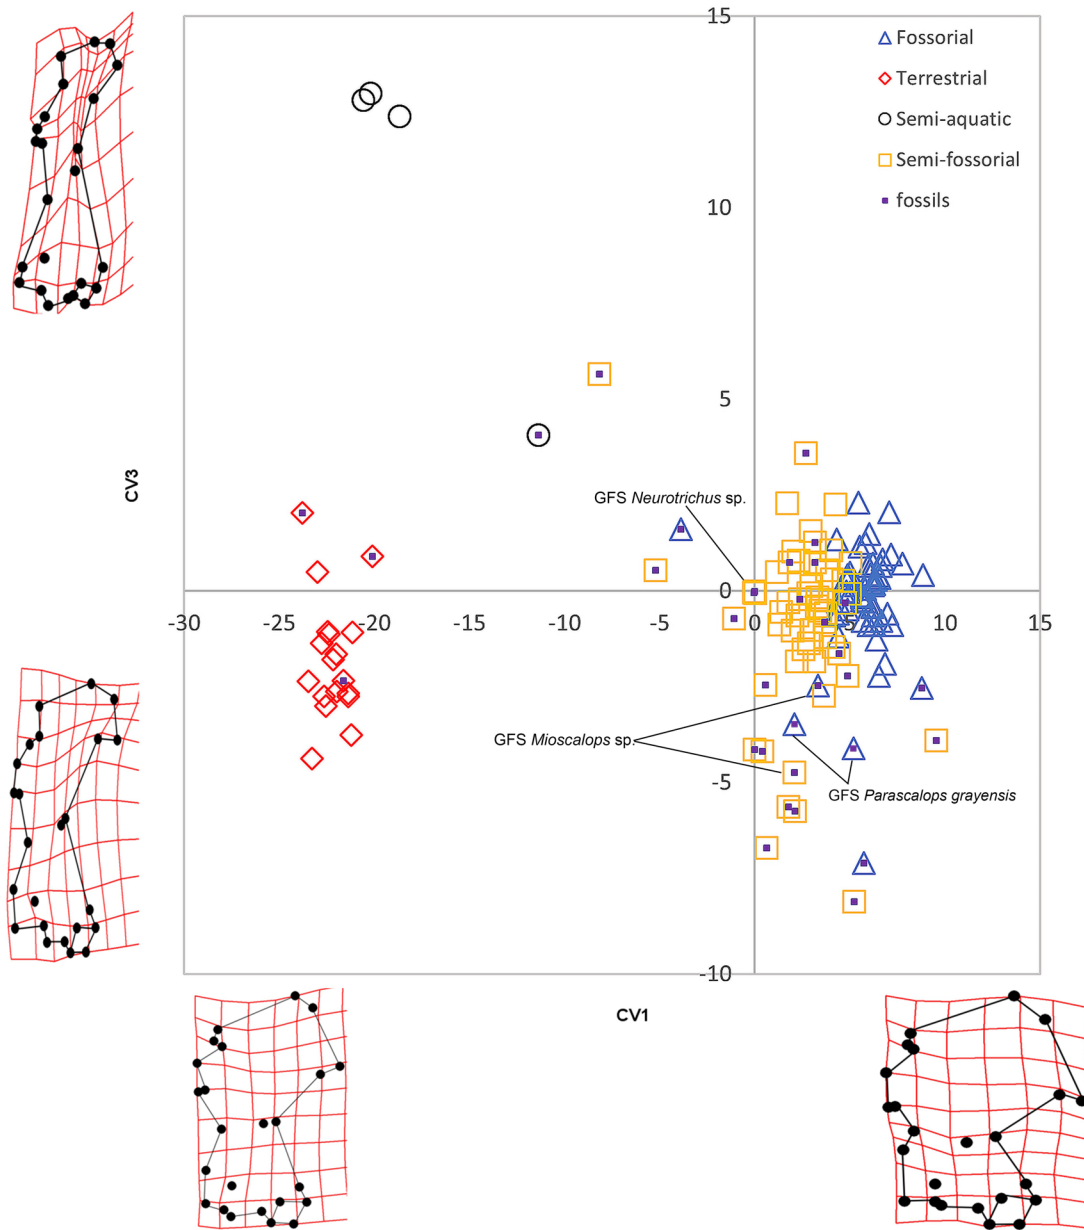 15
Fossorial
Terrestrial
Semi-aquatic
Semi-fossorial
10
fossils
5
CV3
GFS Neurotrichus sp.
0
-30 -25 -20 -15 -10 -5 5 10 15
GFS Mioscalops sp.
-5
GFS Parascalops grayensis
-10
CV1